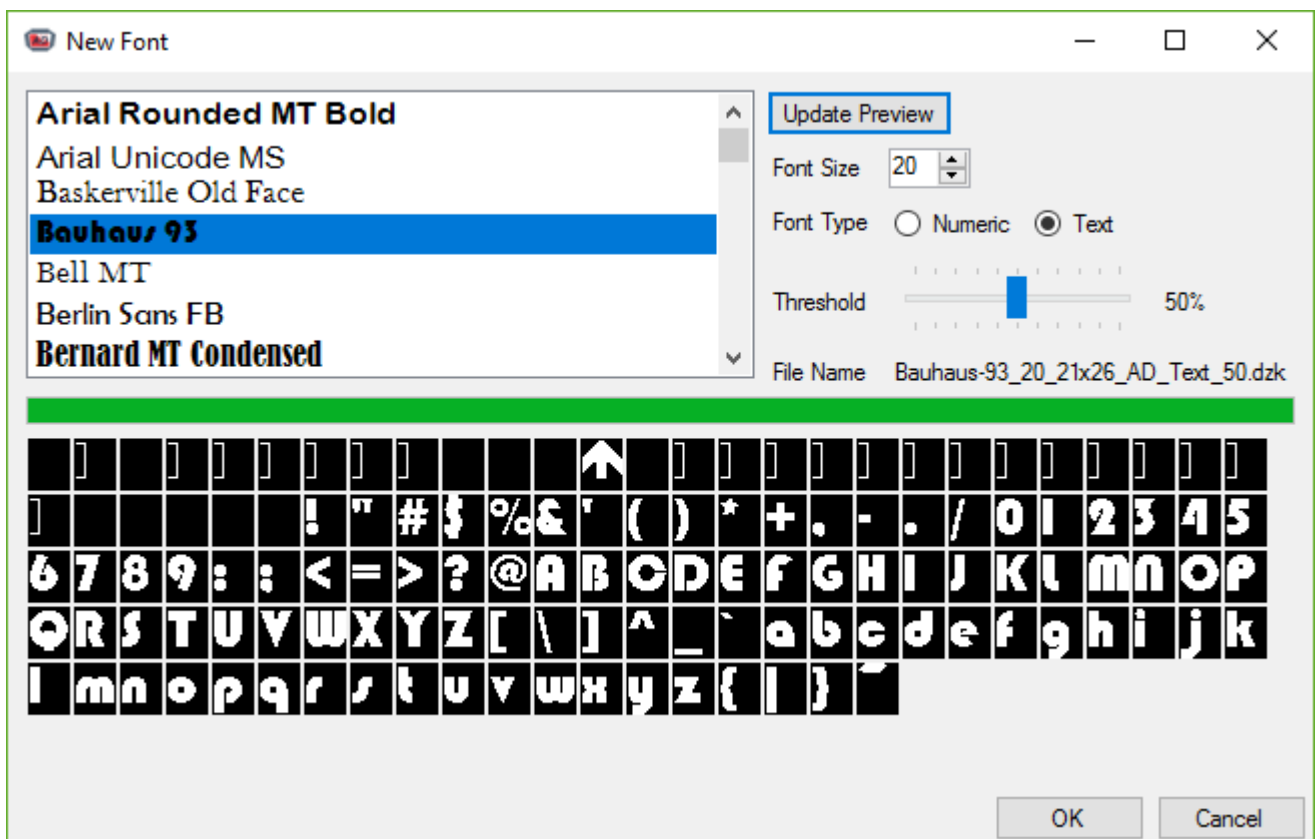 New Font
Arial Rounded MT Bold
Arial Unicode MS
Baskerville Old Face
Bauhaus 93
Bell MT
Berlin Sans FB
Bernard MT Condensed
Update Preview
Font Size 20
Font Type Numeric Text
Threshold 50%
File Name Bauhaus-93_20_21x26_AD_Text_50.dzk
! " # $ % & ' ( ) * + , - . / 0 1 2 3 4 5
6 7 8 9 : ; < = > ? @ A B C D E F G H I J K L M N O P
Q R S T U V W X Y Z [ \ ] ^ _ ` a b c d e f g h i j k
l m n o p q r s t u v w x y z { | } ~
OK Cancel